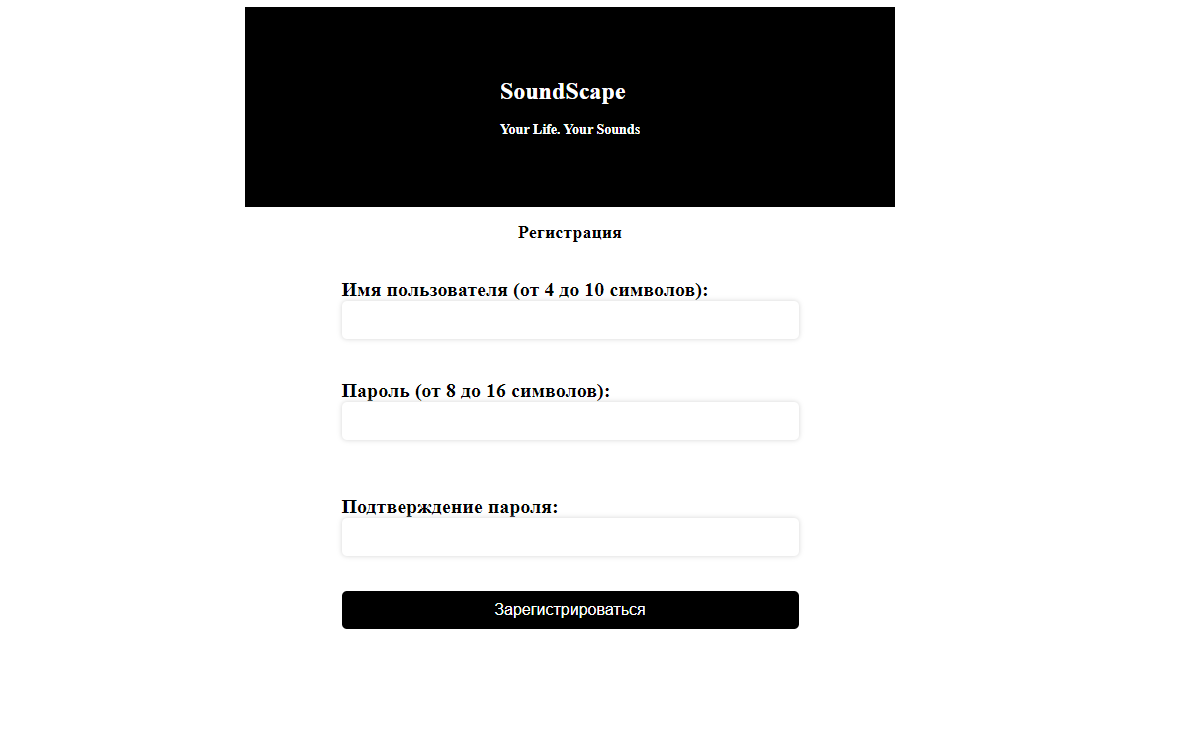 SoundScape
Your Life. Your Sounds
Регистрация
Имя пользователя (от 4 до 10 символов):
Пароль (от 8 до 16 символов):
Подтверждение пароля:
Зарегистрироваться